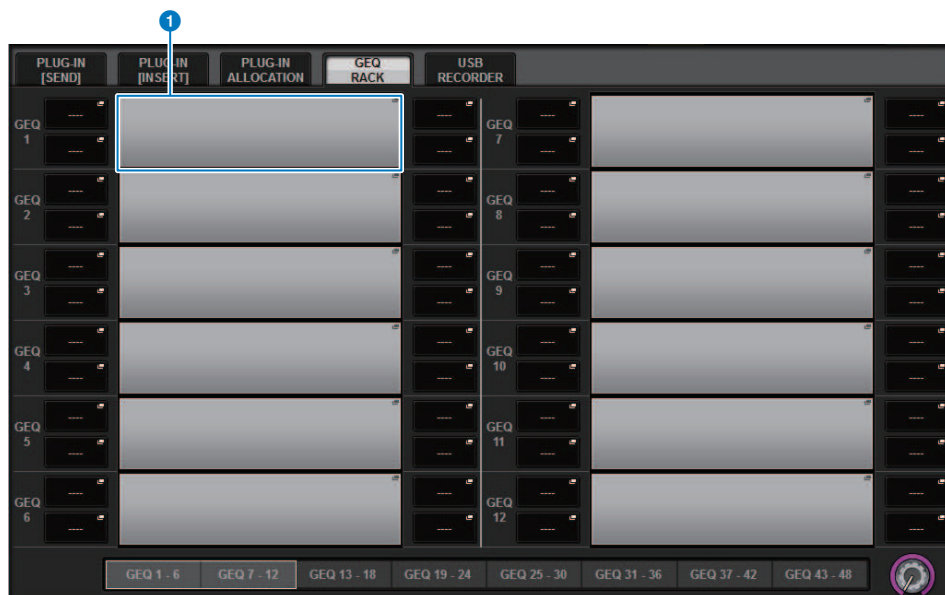 1
PLUG-IN
[SEND]
PLUG-IN
[INSERT]
PLUG-IN
ALLOCATION
GEQ
RACK
USB
RECORDER
GEQ
1
----
----
----
----
GEQ
7
----
----
----
----
GEQ
2
----
----
----
----
GEQ
8
----
----
----
----
GEQ
3
----
----
----
----
GEQ
9
----
----
----
----
GEQ
4
----
----
----
----
GEQ
10
----
----
----
----
GEQ
5
----
----
----
----
GEQ
11
----
----
----
----
GEQ
6
----
----
----
----
GEQ
12
----
----
----
----
GEQ 1 - 6
GEQ 7 - 12
GEQ 13 - 18
GEQ 19 - 24
GEQ 25 - 30
GEQ 31 - 36
GEQ 37 - 42
GEQ 43 - 48